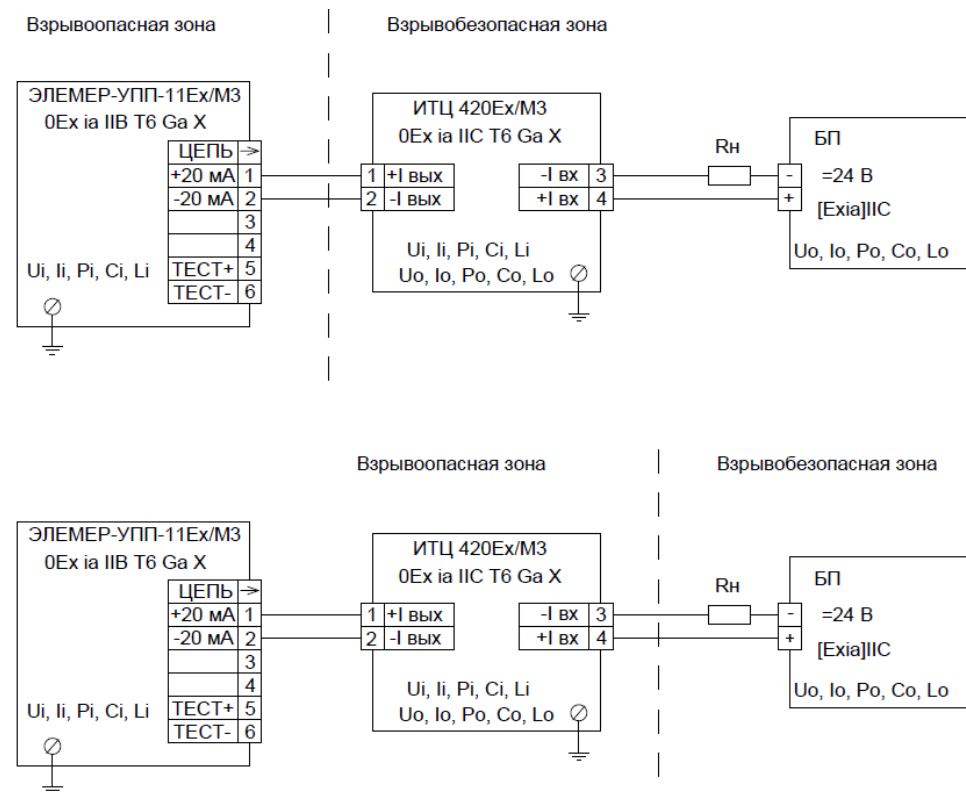 Взрывоопасная зона
Взрывобезопасная зона
ЭЛЕМЕР-УПП-11Ex/М3
0Ex ia IIB T6 Ga X
ЦЕПЬ
+20 мА 1
-20 мА 2
3
4
ТЕСТ+ 5
ТЕСТ- 6
Ui, Ii, Pi, Ci, Li
ИТЦ 420Ex/М3
0Ex ia IIC T6 Ga X
1 +I вых
2 -I вых
-I вх 3
+I вх 4
Ui, Ii, Pi, Ci, Li
Uo, Io, Po, Co, Lo
Rн
БП
- =24 В
+
[Exia]IIC
Uo, Io, Po, Co, Lo
Взрывоопасная зона
Взрывобезопасная зона
ЭЛЕМЕР-УПП-11Ex/М3
0Ex ia IIB T6 Ga X
ЦЕПЬ
+20 мА 1
-20 мА 2
3
4
ТЕСТ+ 5
ТЕСТ- 6
Ui, Ii, Pi, Ci, Li
ИТЦ 420Ex/М3
0Ex ia IIC T6 Ga X
1 +I вых
2 -I вых
-I вх 3
+I вх 4
Ui, Ii, Pi, Ci, Li
Uo, Io, Po, Co, Lo
Rн
БП
- =24 В
+
[Exia]IIC
Uo, Io, Po, Co, Lo